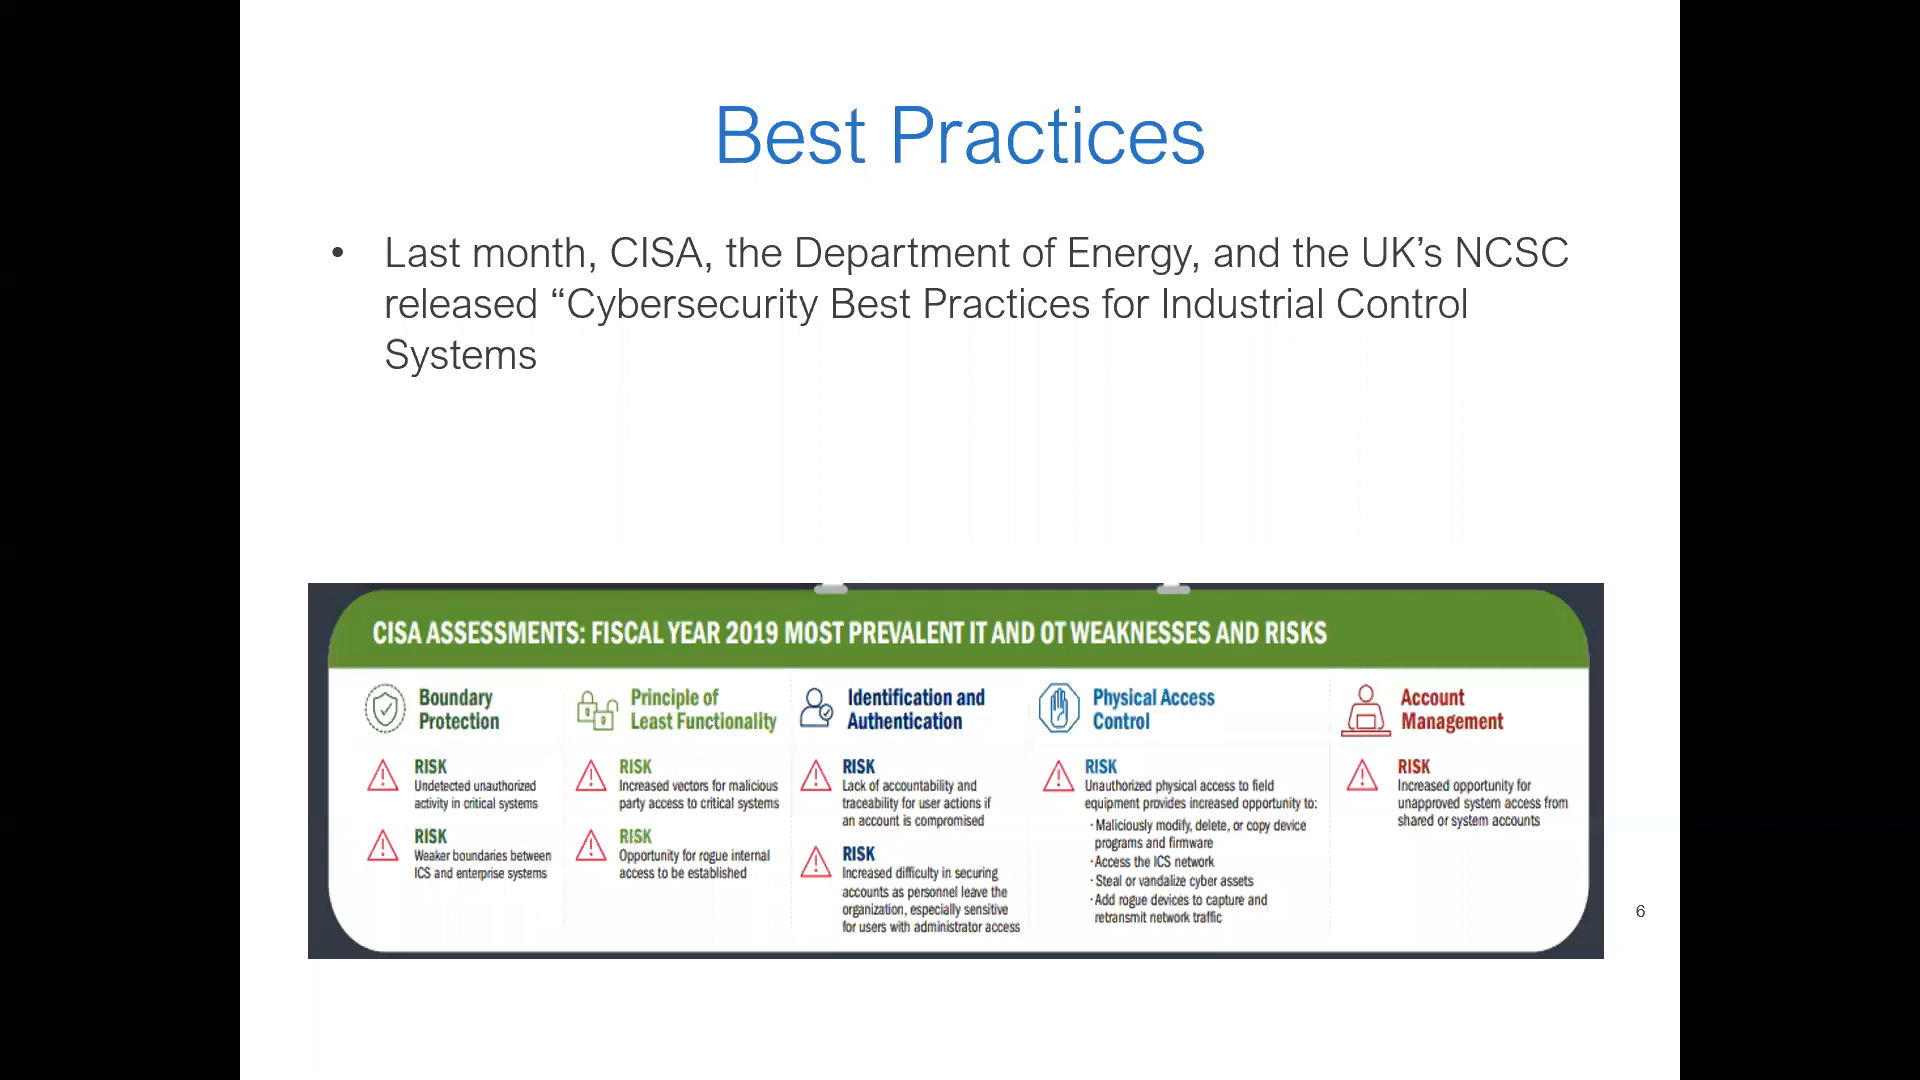 Best Practices
• Last month, CISA, the Department of Energy, and the UK’s NCSC
released “Cybersecurity Best Practices for Industrial Control
Systems
CISA ASSESSMENTS: FISCAL YEAR 2019 MOST PREVALENT IT AND OT WEAKNESSES AND RISKS
Boundary
Protection
RISK
Undetected unauthorized
activity in critical systems
RISK
Weaker boundaries between
ICS and enterprise systems
Principle of
Least Functionality
RISK
Increased vectors for malicious
party access to critical systems
RISK
Opportunity for rogue internal
access to be established
Identification and
Authentication
RISK
Lack of accountability and
traceability for user actions if
an account is compromised
RISK
Increased difficulty in securing
accounts as personnel leave the
organization, especially sensitive
for users with administrator access
Physical Access
Control
RISK
Unauthorized physical access to field
equipment provides increased opportunity to:
· Maliciously modify, delete, or copy device
programs and firmware
· Access the ICS network
· Steal or vandalize cyber assets
· Add rogue devices to capture and
retransmit network traffic
Account
Management
RISK
Increased opportunity for
unapproved system access from
shared or system accounts
6